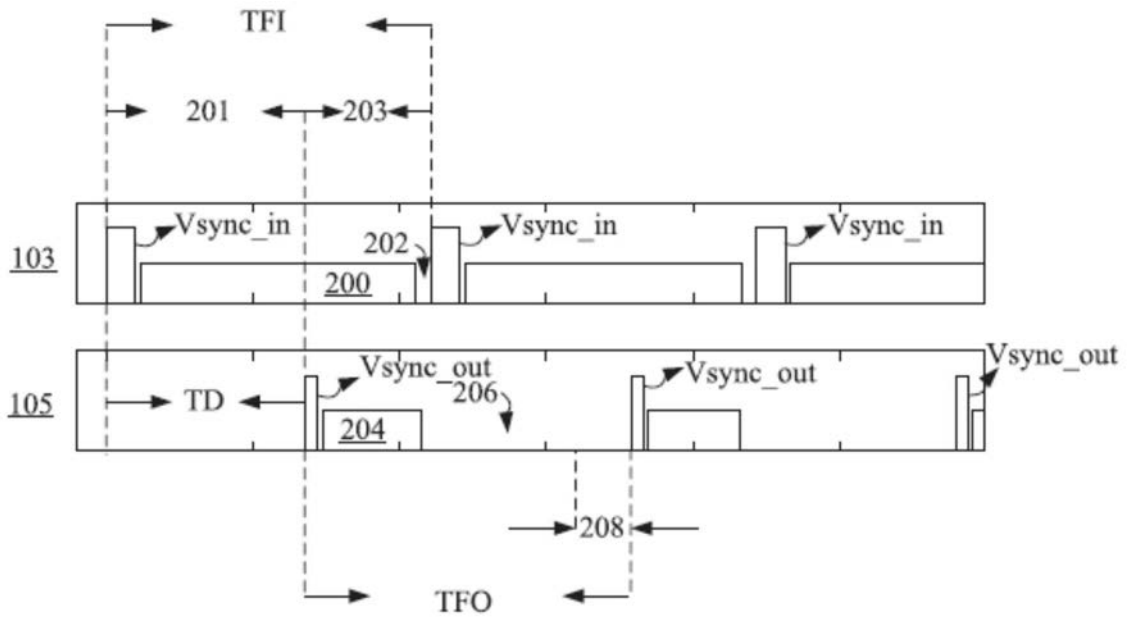 TFI
201 203
Vsync_in Vsync_in Vsync_in
202
103
200
Vsync_out Vsync_out Vsync_out
206
105 TD
204
208
TFO